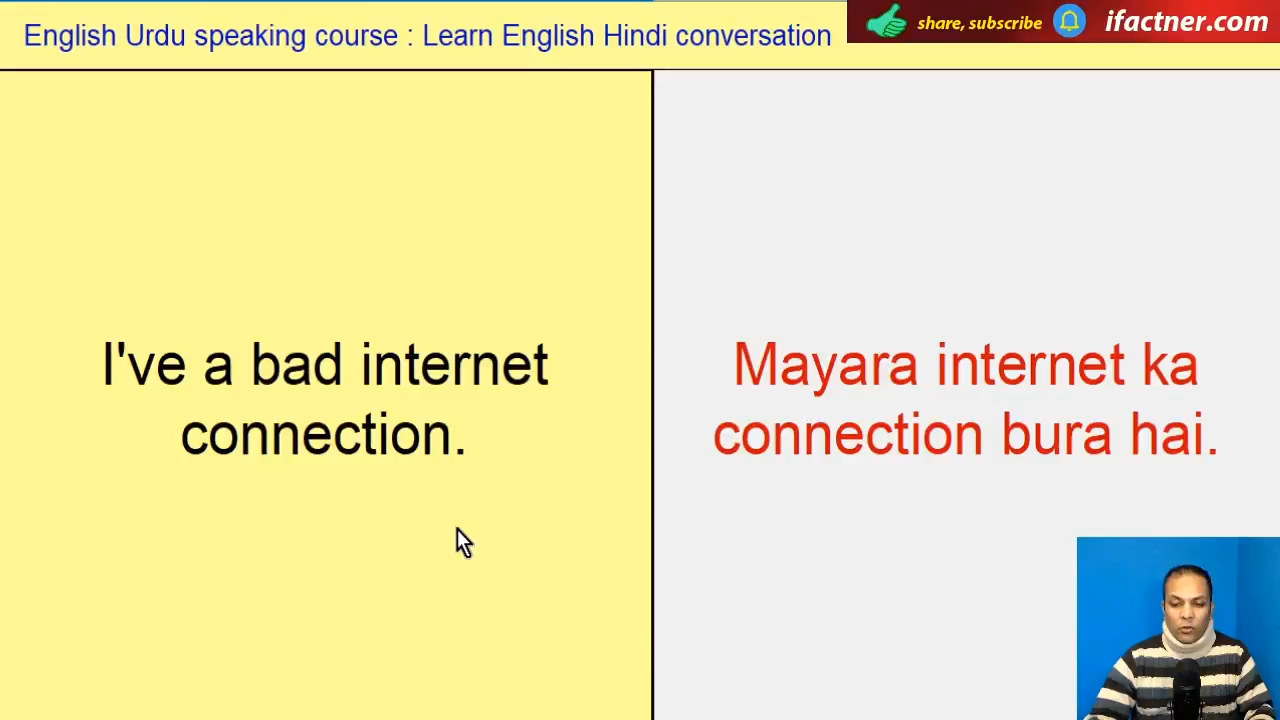 English Urdu speaking course : Learn English Hindi conversation
share, subscribe
ifactner.com
I've a bad internet
connection.
Mayara internet ka
connection bura hai.